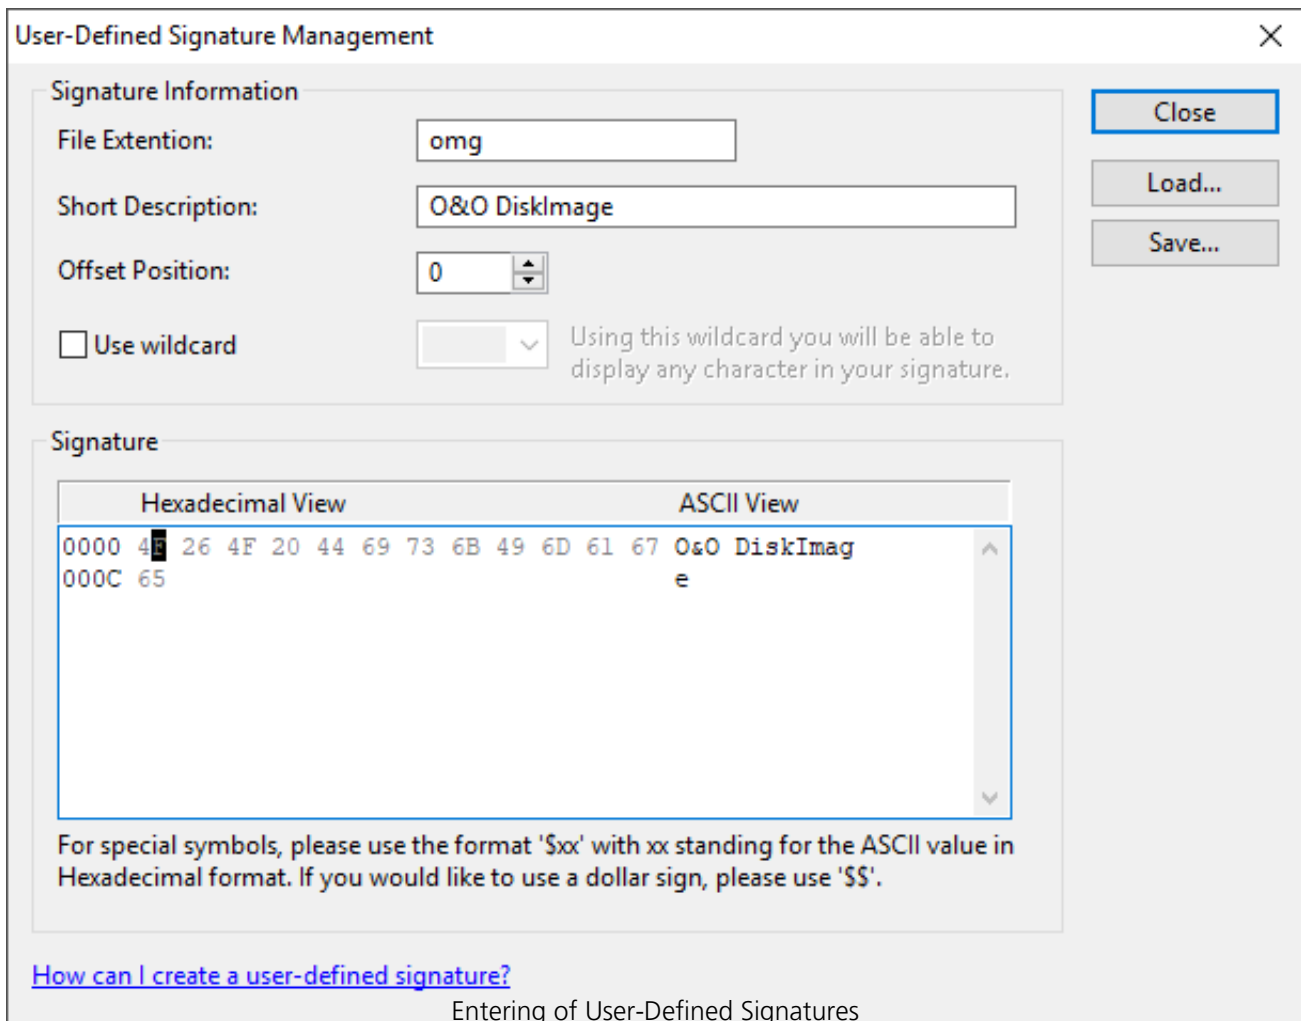 User-Defined Signature Management
Signature Information
File Extention:
omg
Close
Short Description:
O&O DiskImage
Load...
Save...
Offset Position:
0
Use wildcard
Using this wildcard you will be able to
display any character in your signature.
Signature
Hexadecimal View ASCII View
0000 4F 26 4F 20 44 69 73 6B 49 6D 61 67 O&O DiskImag
000C 65 e
For special symbols, please use the format '$xx' with xx standing for the ASCII value in
Hexadecimal format. If you would like to use a dollar sign, please use '$$'.
How can I create a user-defined signature?
Entering of User-Defined Signatures